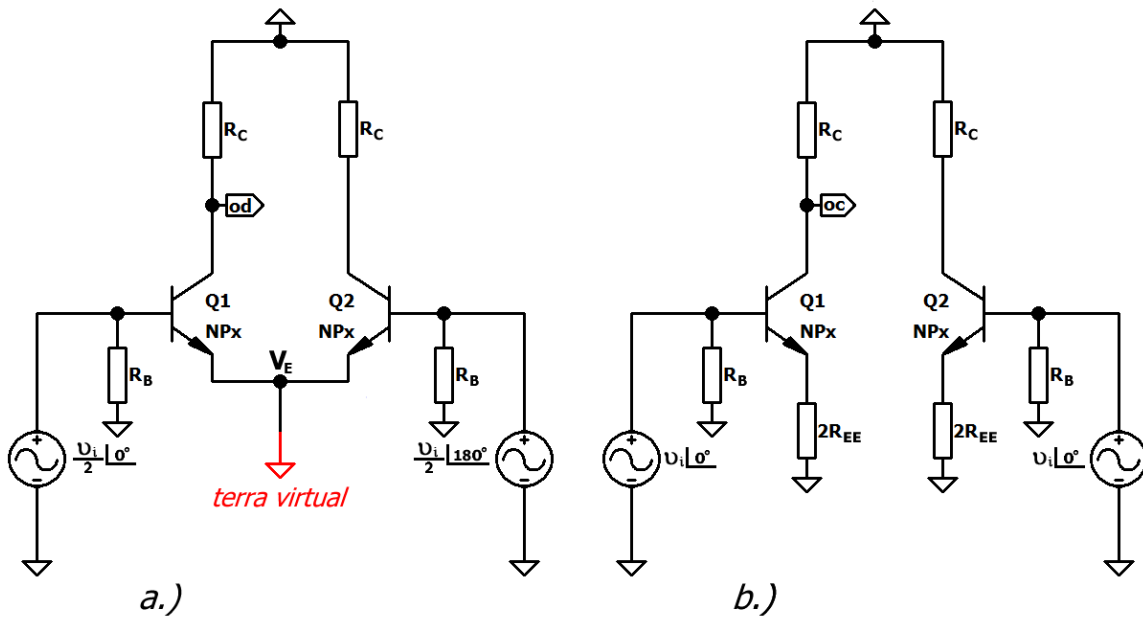 R_C
R_C
od
Q1
NPx
Q2
NPx
V_E
R_B
R_B
υ_i/2 0°
υ_i/2 180°
terra virtual
a.)
R_C
R_C
oc
Q1
NPx
Q2
NPx
R_B
R_B
2R_EE
2R_EE
υ_i 0°
υ_i 0°
b.)